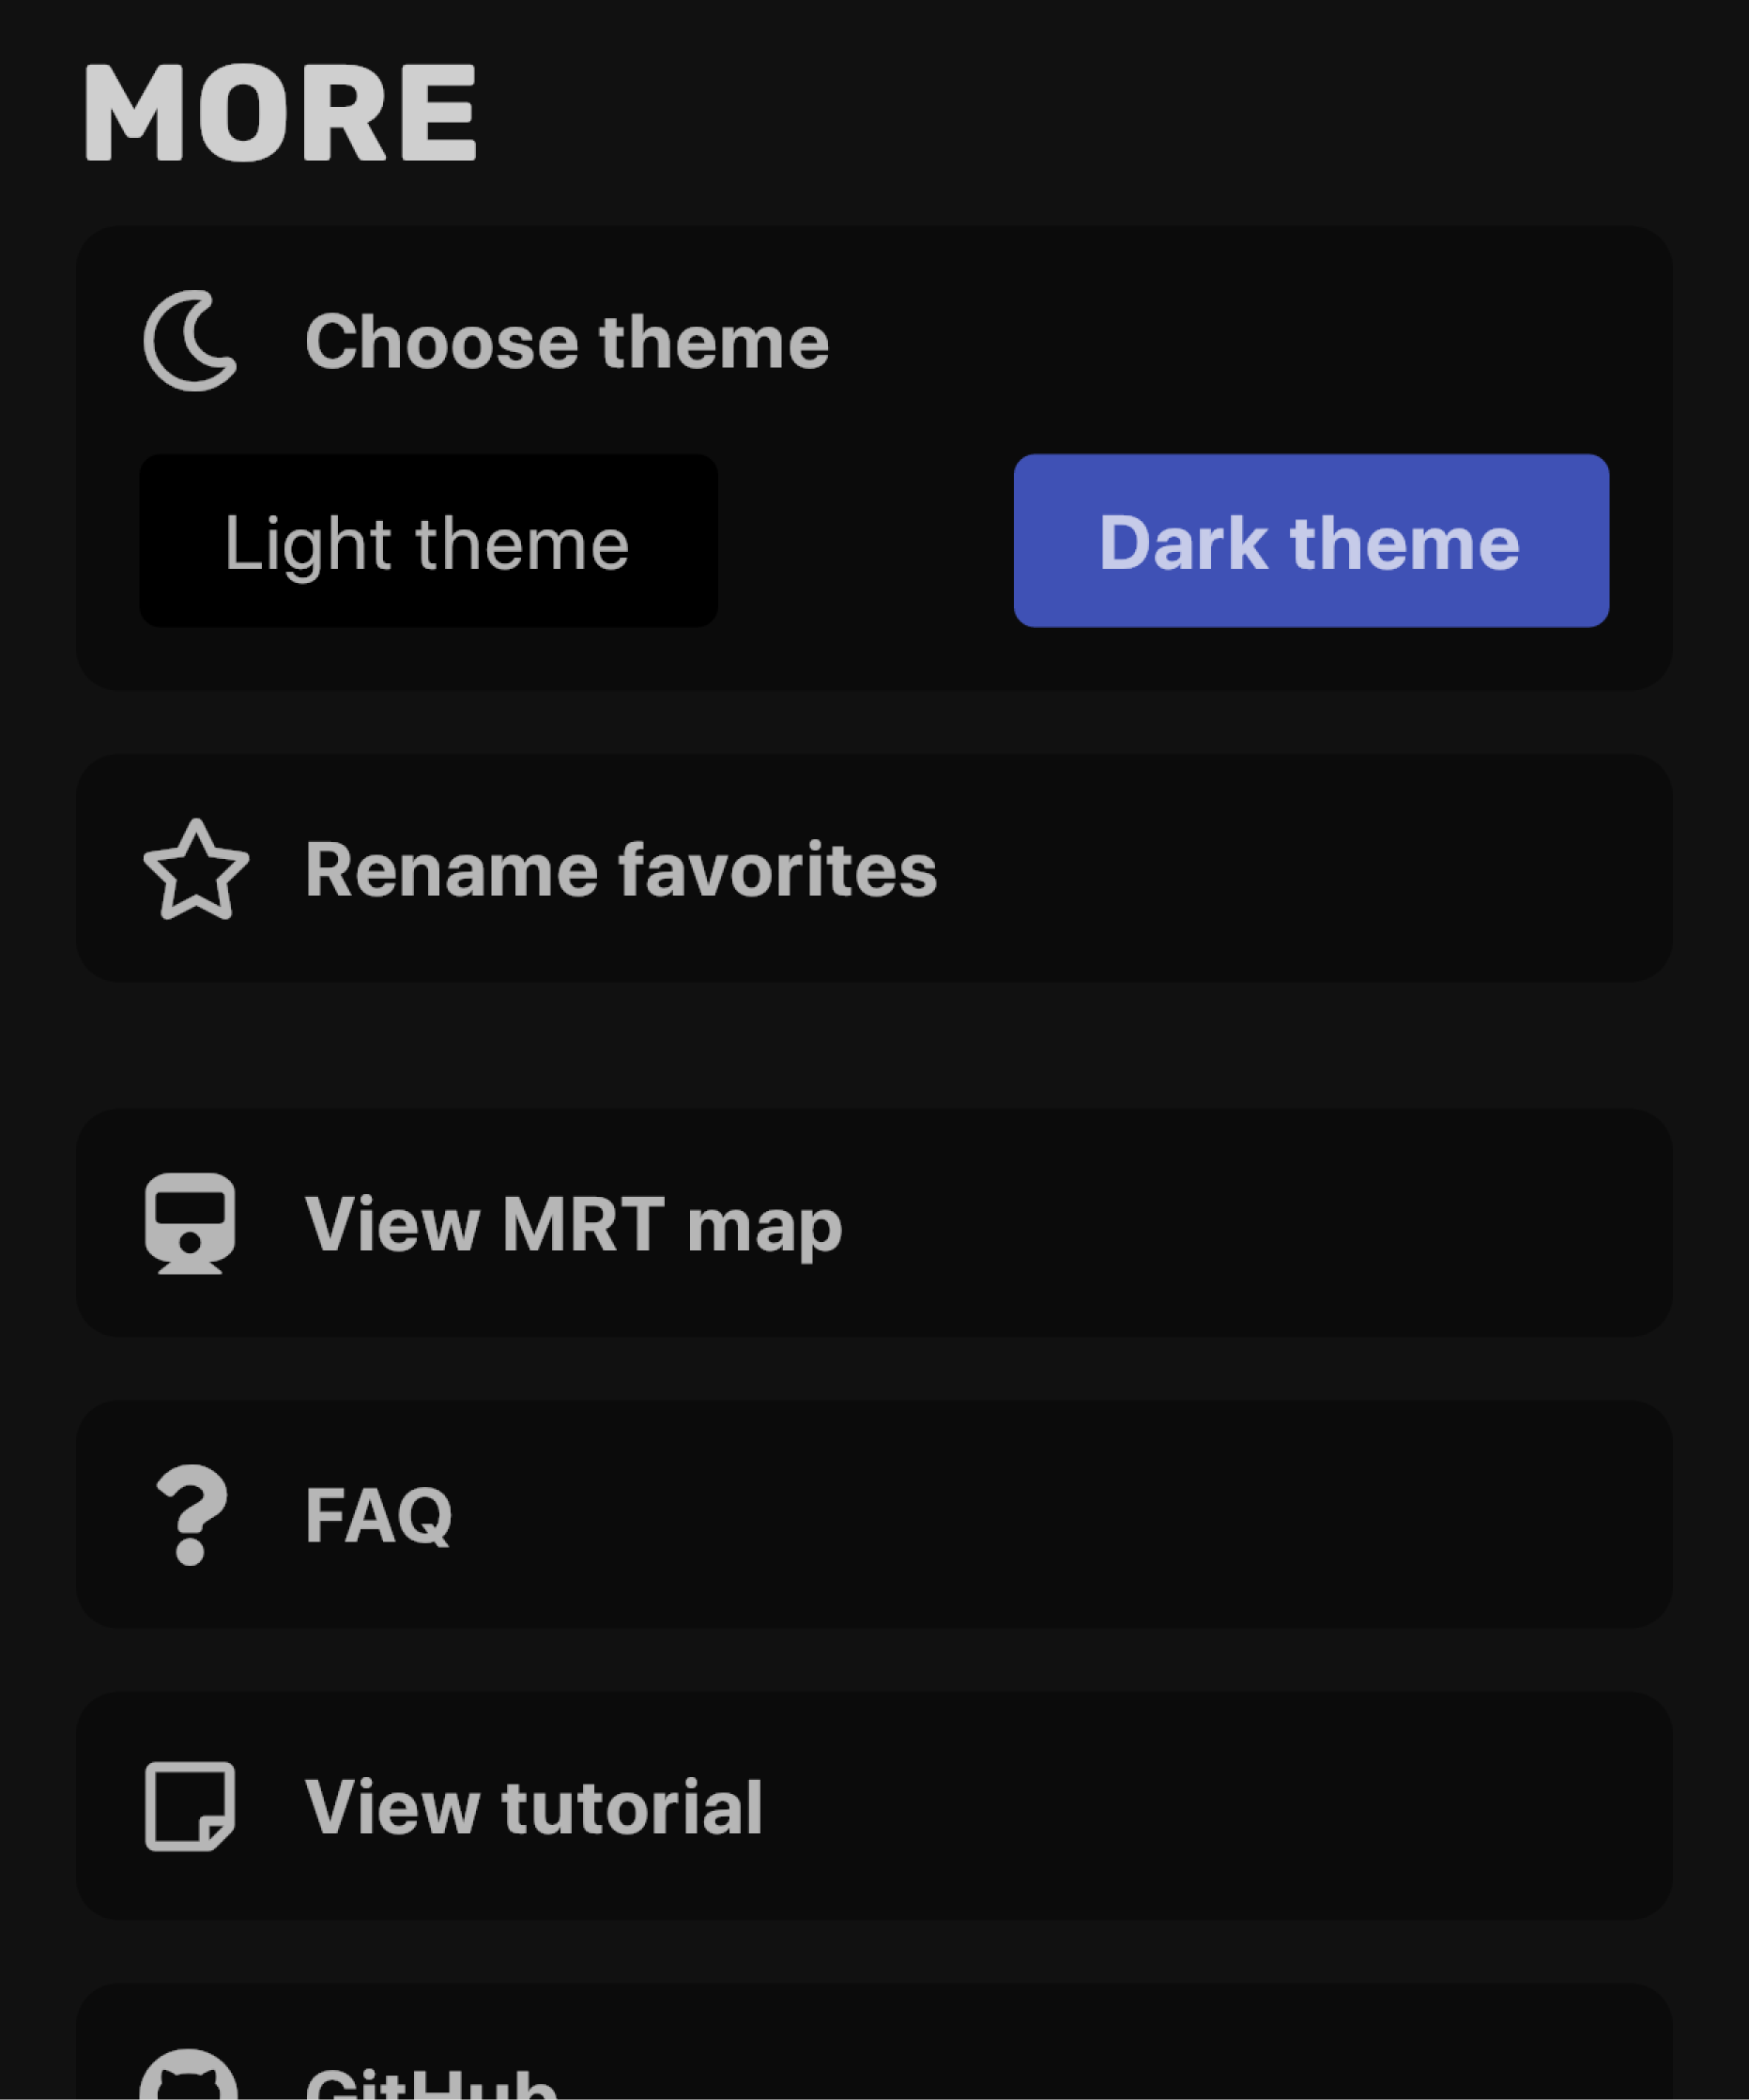 MORE
Choose theme
Light theme
Dark theme
Rename favorites
View MRT map
FAQ
View tutorial
GitHub